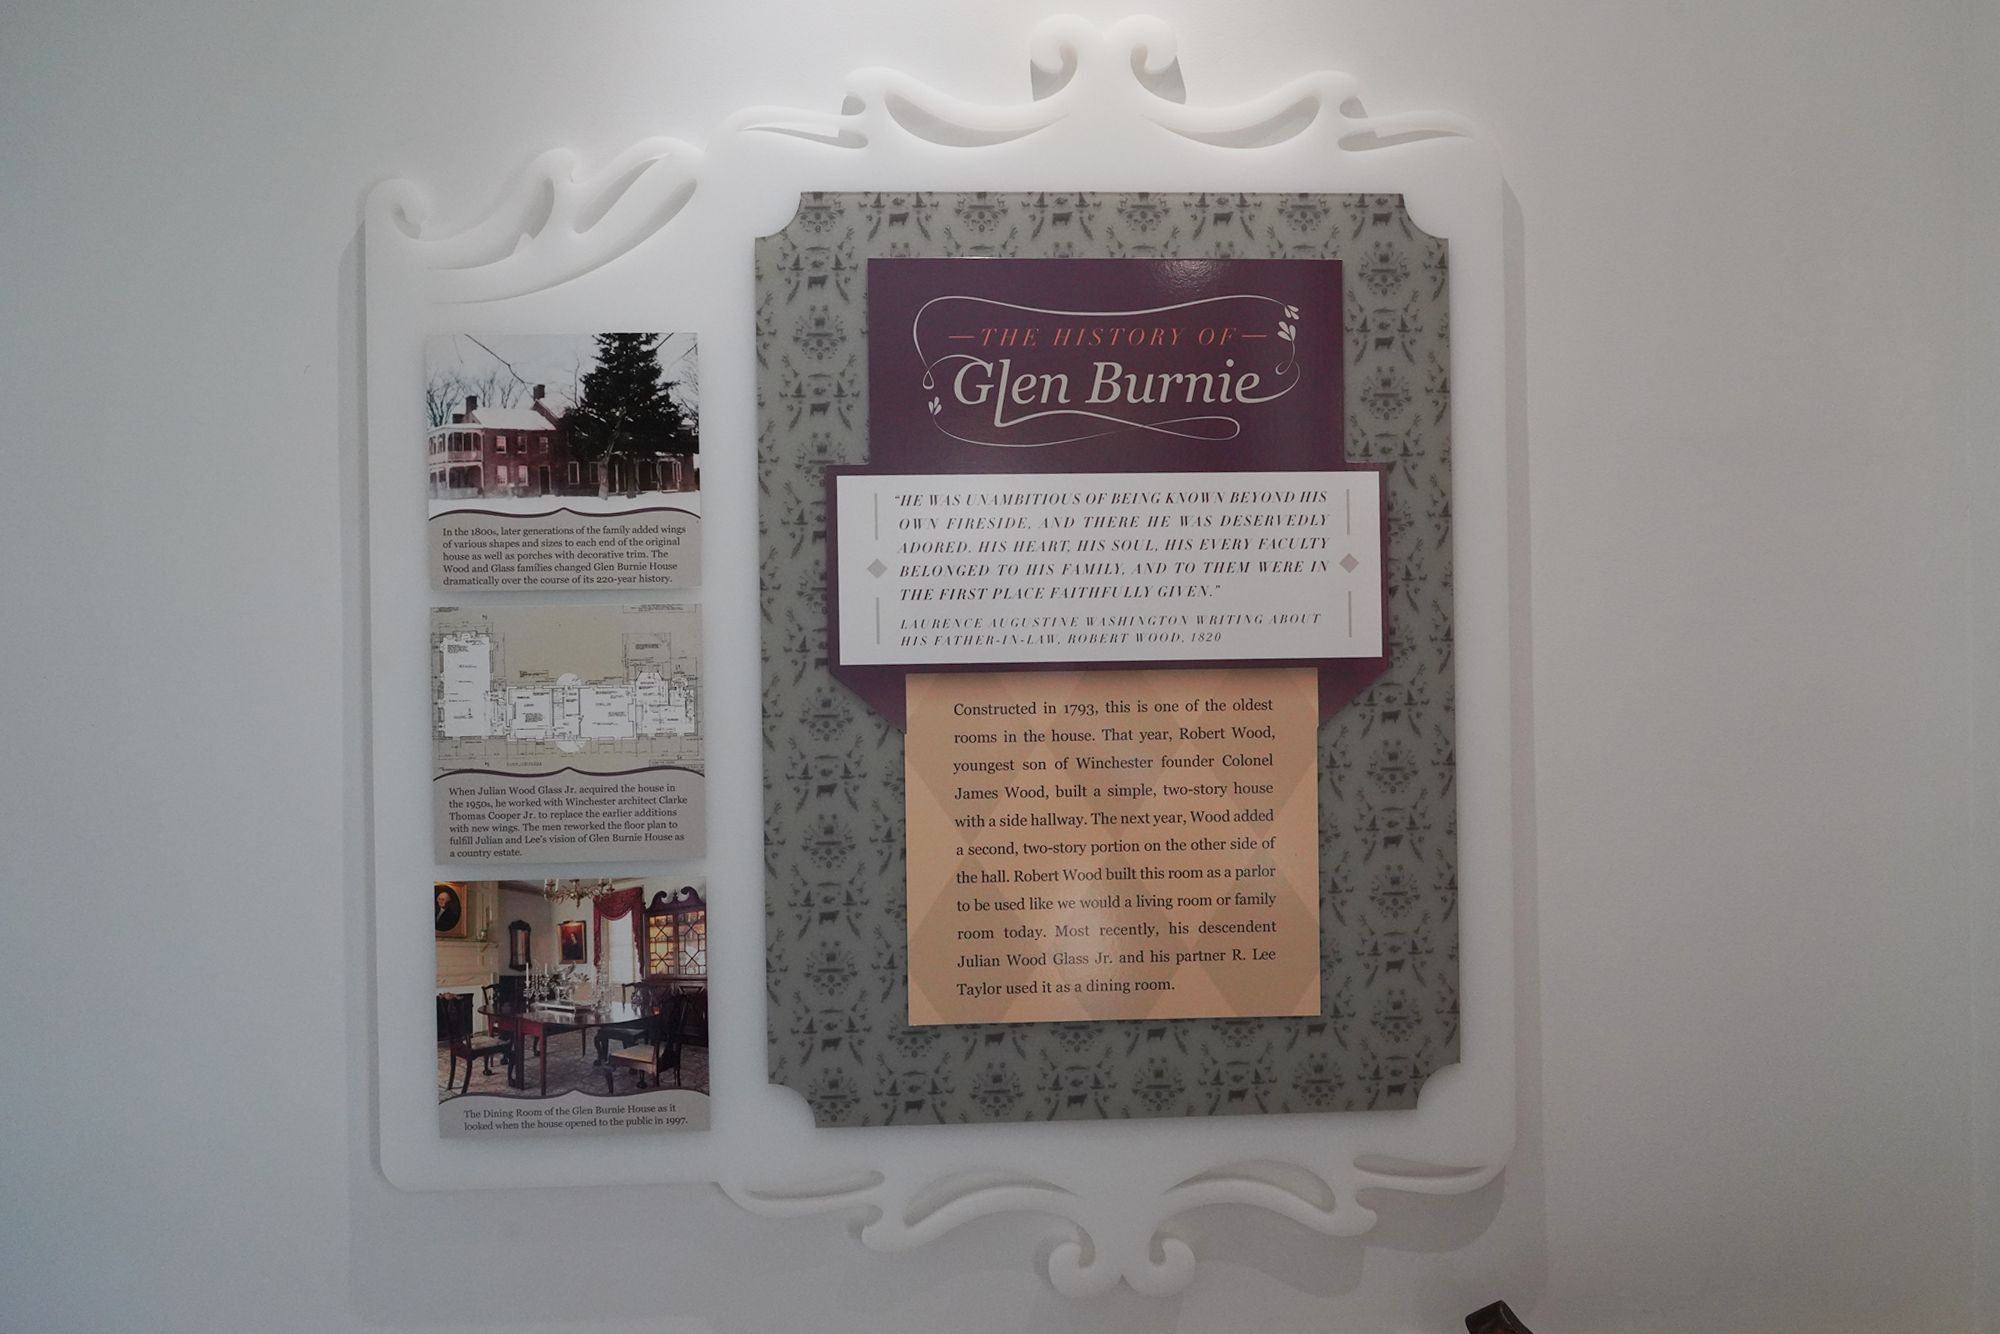 In the 1800s, later generations of the family added wings
of various shapes and sizes to each end of the original
house as well as porches with decorative trim. The
Wood and Glass families changed Glen Burnie House
dramatically over the course of its 220-year history.
When Julian Wood Glass Jr. acquired the house in
the 1950s, he worked with Winchester architect Clarke
Thomas Cooper Jr. to replace the earlier additions
with new wings. The men reworked the floor plan to
fulfill Julian and Lee's vision of Glen Burnie House as
a country estate.
The Dining Room of the Glen Burnie House as it
looked when the house opened to the public in 1997.
—THE HISTORY OF—
Glen Burnie
"HE WAS UNAMBITIOUS OF BEING KNOWN BEYOND HIS
OWN FIRESIDE, AND THERE HE WAS DESERVEDLY
ADORED. HIS HEART, HIS SOUL, HIS EVERY FACULTY
BELONGED TO HIS FAMILY, AND TO THEM WERE IN
THE FIRST PLACE FAITHFULLY GIVEN."
LAURENCE AUGUSTINE WASHINGTON WRITING ABOUT
HIS FATHER-IN-LAW, ROBERT WOOD, 1820
Constructed in 1793, this is one of the oldest
rooms in the house. That year, Robert Wood,
youngest son of Winchester founder Colonel
James Wood, built a simple, two-story house
with a side hallway. The next year, Wood added
a second, two-story portion on the other side of
the hall. Robert Wood built this room as a parlor
to be used like we would a living room or family
room today. Most recently, his descendent
Julian Wood Glass Jr. and his partner R. Lee
Taylor used it as a dining room.